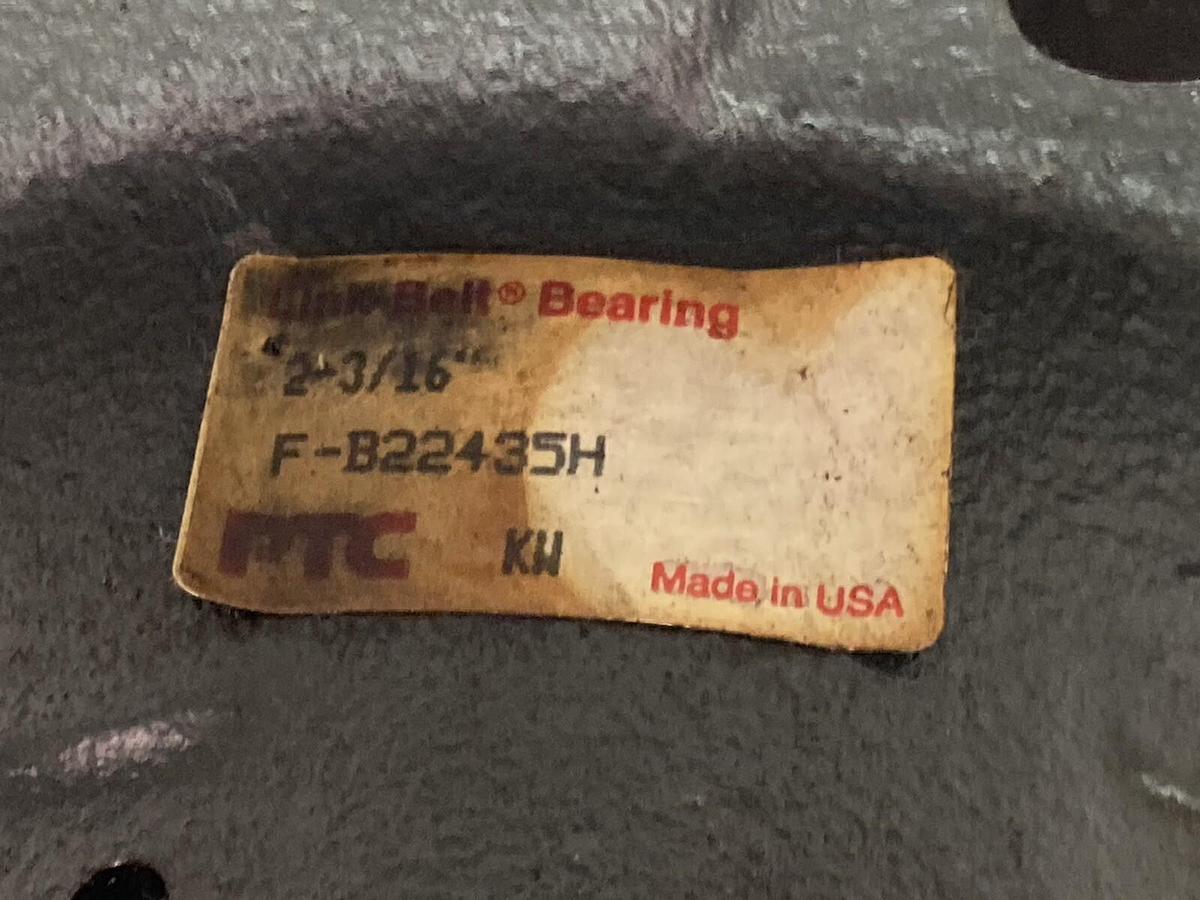 Link-Belt® Bearing
"2-3/16"
F-B22435H
PTC KW
Made in USA